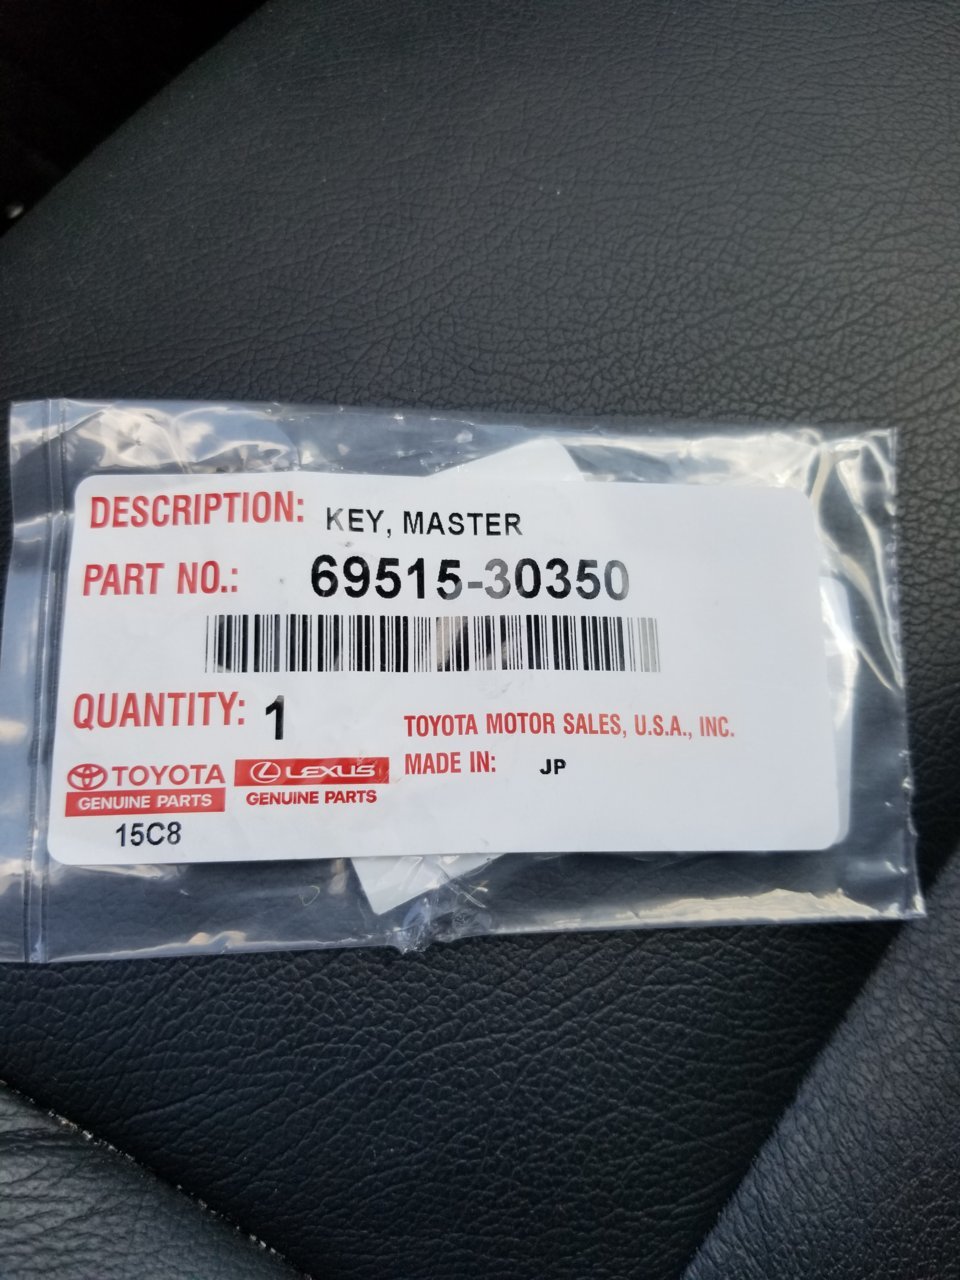 DESCRIPTION: KEY, MASTER
PART NO.: 69515-30350
QUANTITY: 1
TOYOTA MOTOR SALES, U.S.A., INC.
MADE IN: JP
TOYOTA
GENUINE PARTS
LEXUS
GENUINE PARTS
15C8